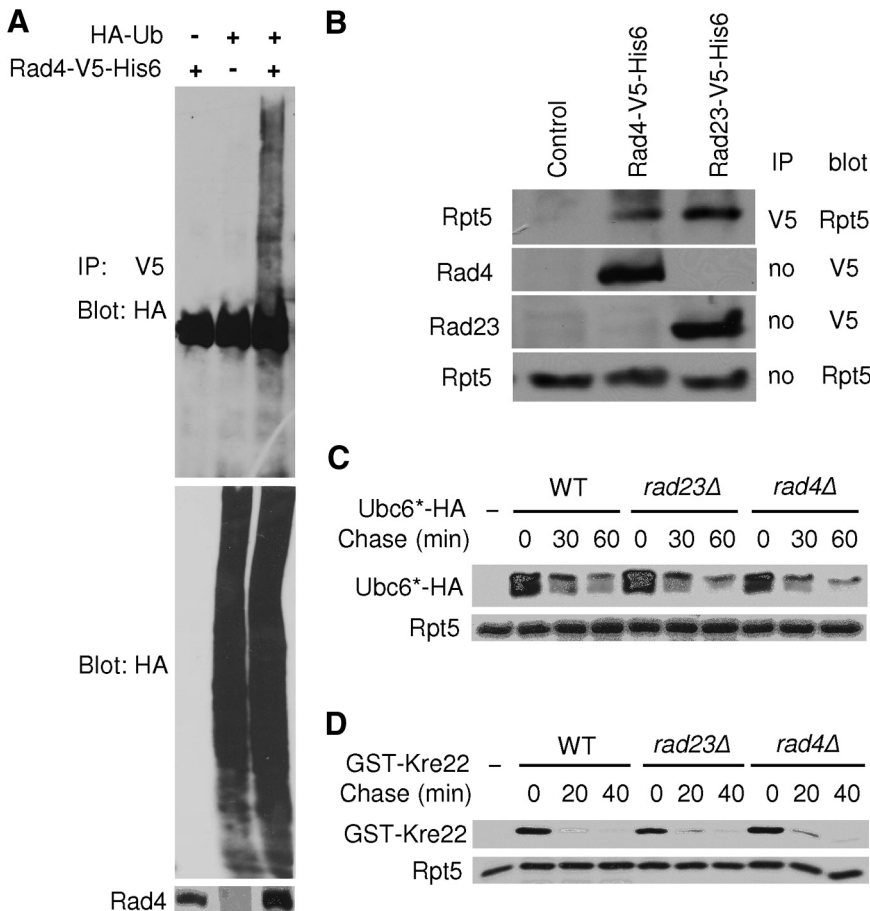 A
HA-Ub - + +
Rad4-V5-His6 + - +
IP: V5
Blot: HA
Blot: HA
Rad4
B
Control Rad4-V5-His6 Rad23-V5-His6 IP blot
Rpt5 V5 Rpt5
Rad4 no V5
Rad23 no V5
Rpt5 no Rpt5
C
WT rad23Δ rad4Δ
Ubc6*-HA –
Chase (min) 0 30 60 0 30 60 0 30 60
Ubc6*-HA
Rpt5
D
WT rad23Δ rad4Δ
GST-Kre22 –
Chase (min) 0 20 40 0 20 40 0 20 40
GST-Kre22
Rpt5